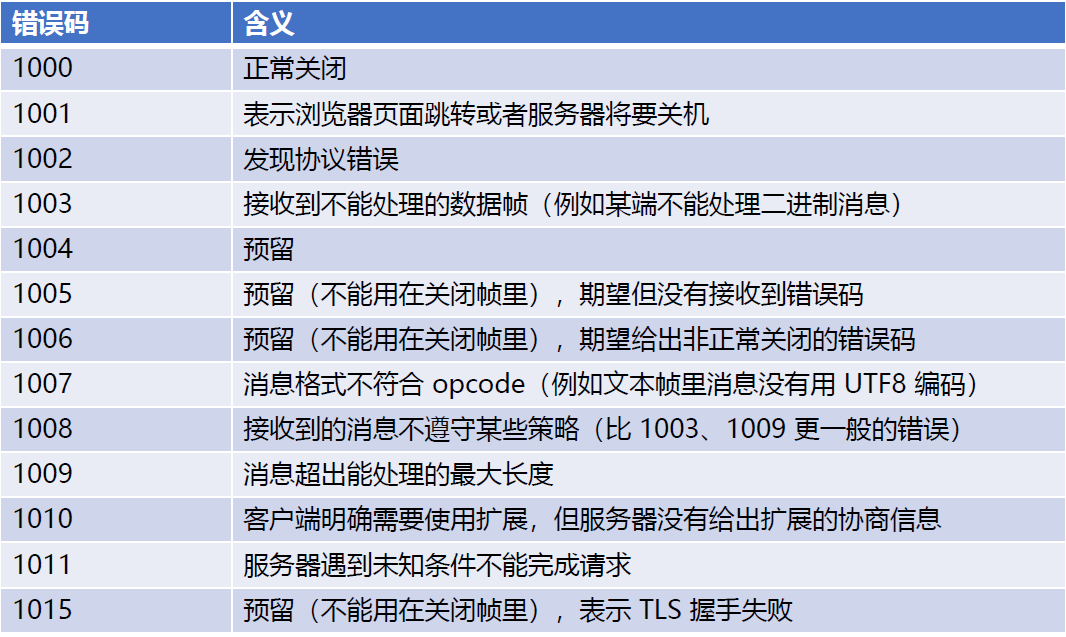 错误码 含义
1000 正常关闭
1001 表示浏览器页面跳转或者服务器将要关机
1002 发现协议错误
1003 接收到不能处理的数据帧（例如某端不能处理二进制消息）
1004 预留
1005 预留（不能用在关闭帧里），期望但没有接收到错误码
1006 预留（不能用在关闭帧里），期望给出非正常关闭的错误码
1007 消息格式不符合 opcode（例如文本帧里消息没有用 UTF8 编码）
1008 接收到的消息不遵守某些策略（比 1003、1009 更一般的错误）
1009 消息超出能处理的最大长度
1010 客户端明确需要使用扩展，但服务器没有给出扩展的协商信息
1011 服务器遇到未知条件不能完成请求
1015 预留（不能用在关闭帧里），表示 TLS 握手失败